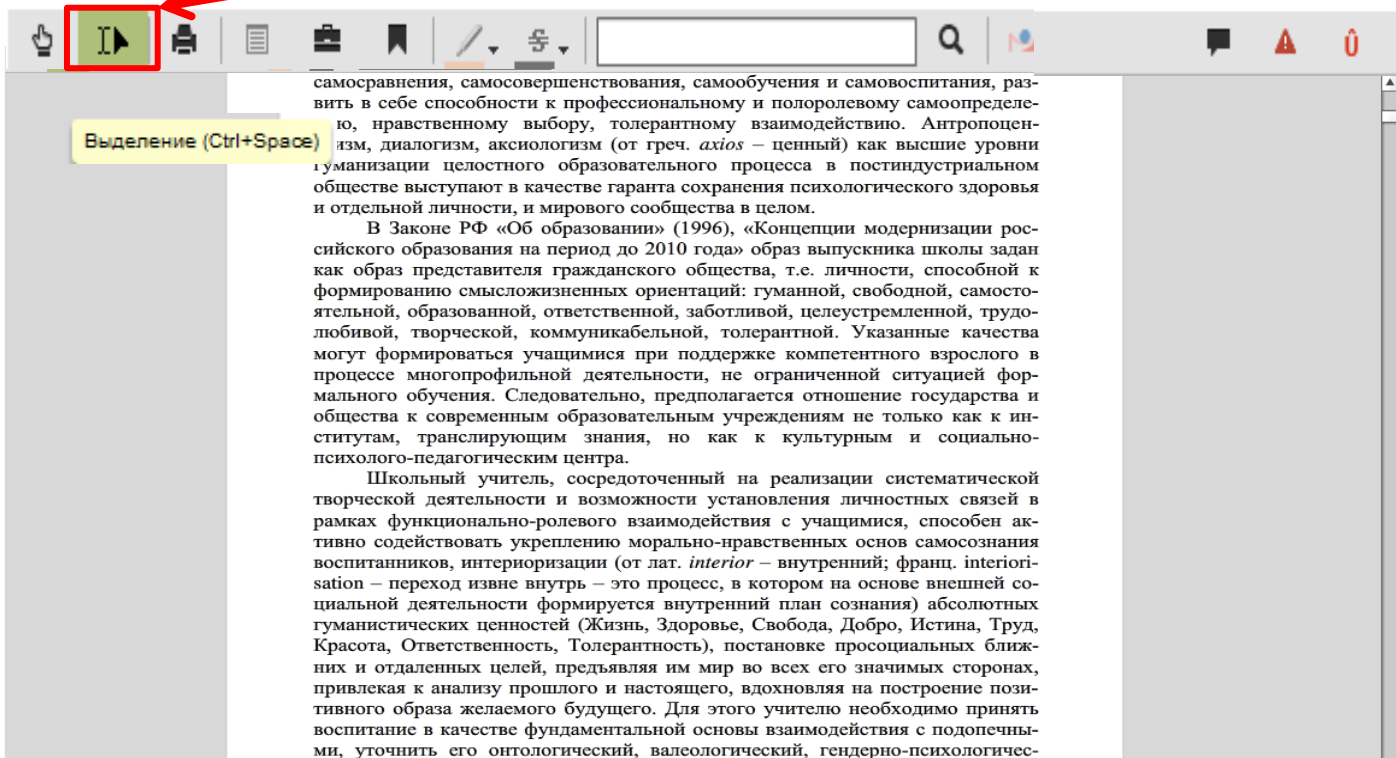 самосравнения, самосовершенствования, самообучения и самовоспитания, раз-
вить в себе способности к профессиональному и полоролевому самоопределе-
ю, нравственному выбору, толерантному взаимодействию. Антропоцен-
Выделение (Ctrl+Space)
изм, диалогизм, аксиологизм (от греч. axios – ценный) как высшие уровни
гуманизации целостного образовательного процесса в постиндустриальном
обществе выступают в качестве гаранта сохранения психологического здоровья
и отдельной личности, и мирового сообщества в целом.
В Законе РФ «Об образовании» (1996), «Концепции модернизации рос-
сийского образования на период до 2010 года» образ выпускника школы задан
как образ представителя гражданского общества, т.е. личности, способной к
формированию смысложизненных ориентаций: гуманной, свободной, самосто-
ятельной, образованной, ответственной, заботливой, целеустремленной, трудо-
любивой, творческой, коммуникабельной, толерантной. Указанные качества
могут формироваться учащимися при поддержке компетентного взрослого в
процессе многопрофильной деятельности, не ограниченной ситуацией фор-
мального обучения. Следовательно, предполагается отношение государства и
общества к современным образовательным учреждениям не только как к ин-
ститутам, транслирующим знания, но как к культурным и социально-
психолого-педагогическим центра.
Школьный учитель, сосредоточенный на реализации систематической
творческой деятельности и возможности установления личностных связей в
рамках функционально-ролевого взаимодействия с учащимися, способен ак-
тивно содействовать укреплению морально-нравственных основ самосознания
воспитанников, интериоризации (от лат. interior – внутренний; франц. interiori-
sation – переход извне внутрь – это процесс, в котором на основе внешней со-
циальной деятельности формируется внутренний план сознания) абсолютных
гуманистических ценностей (Жизнь, Здоровье, Свобода, Добро, Истина, Труд,
Красота, Ответственность, Толерантность), постановке просоциальных ближ-
них и отдаленных целей, предъявляя им мир во всех его значимых сторонах,
привлекая к анализу прошлого и настоящего, вдохновляя на построение пози-
тивного образа желаемого будущего. Для этого учителю необходимо принять
воспитание в качестве фундаментальной основы взаимодействия с подопечны-
ми, уточнить его онтологический, валеологический, гендерно-психологичес-